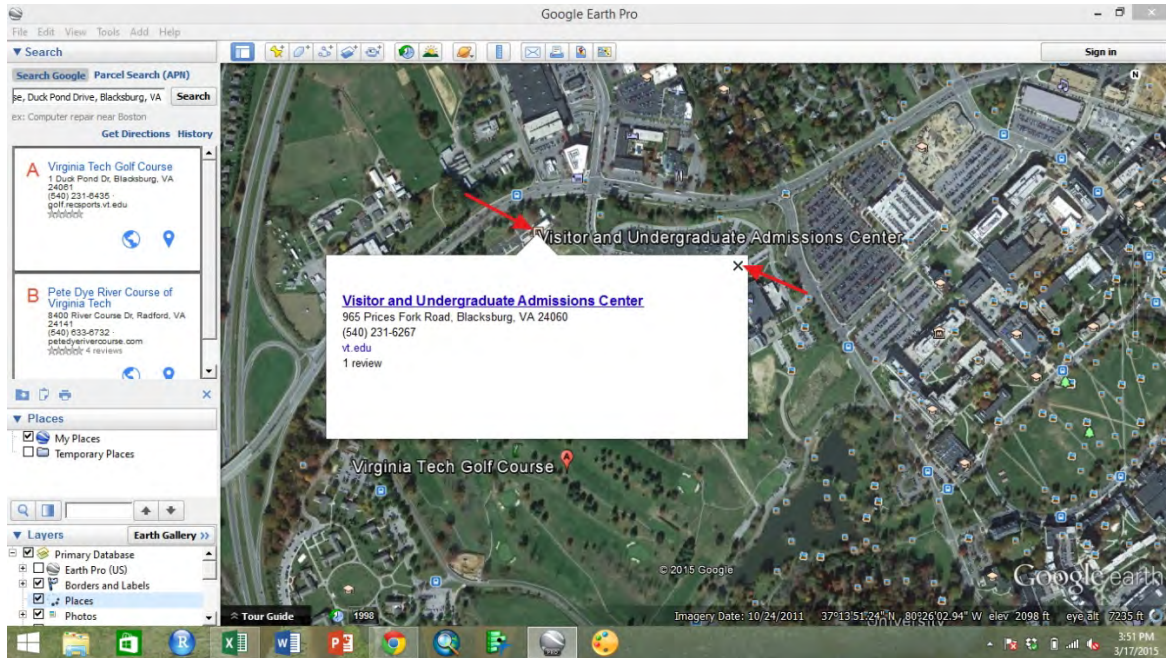 Google Earth Pro
File Edit View Tools Add Help
▼ Search
Sign in
Search Google Parcel Search (APN)
se, Duck Pond Drive, Blacksburg, VA Search
ex: Computer repair near Boston
Get Directions History
A Virginia Tech Golf Course
1 Duck Pond Dr, Blacksburg, VA
24061
(540) 231-6435 ·
golf.recsports.vt.edu
B Pete Dye River Course of
Virginia Tech
8400 River Course Dr, Radford, VA
24141
(540) 633-6732 ·
petedyerivercourse.com
4 reviews
▼ Places
My Places
Temporary Places
▼ Layers Earth Gallery >>
Primary Database
Earth Pro (US)
Borders and Labels
Places
Photos
N
Visitor and Undergraduate Admissions Center
Visitor and Undergraduate Admissions Center
965 Prices Fork Road, Blacksburg, VA 24060
(540) 231-6267
vt.edu
1 review
Virginia Tech Golf Course A
© 2015 Google
Google earth
University
Tour Guide 1998 Imagery Date: 10/24/2011 37°13'51.24" N 80°26'02.94" W elev 2098 ft eye alt 7235 ft
PRO
3:51 PM
3/17/2015